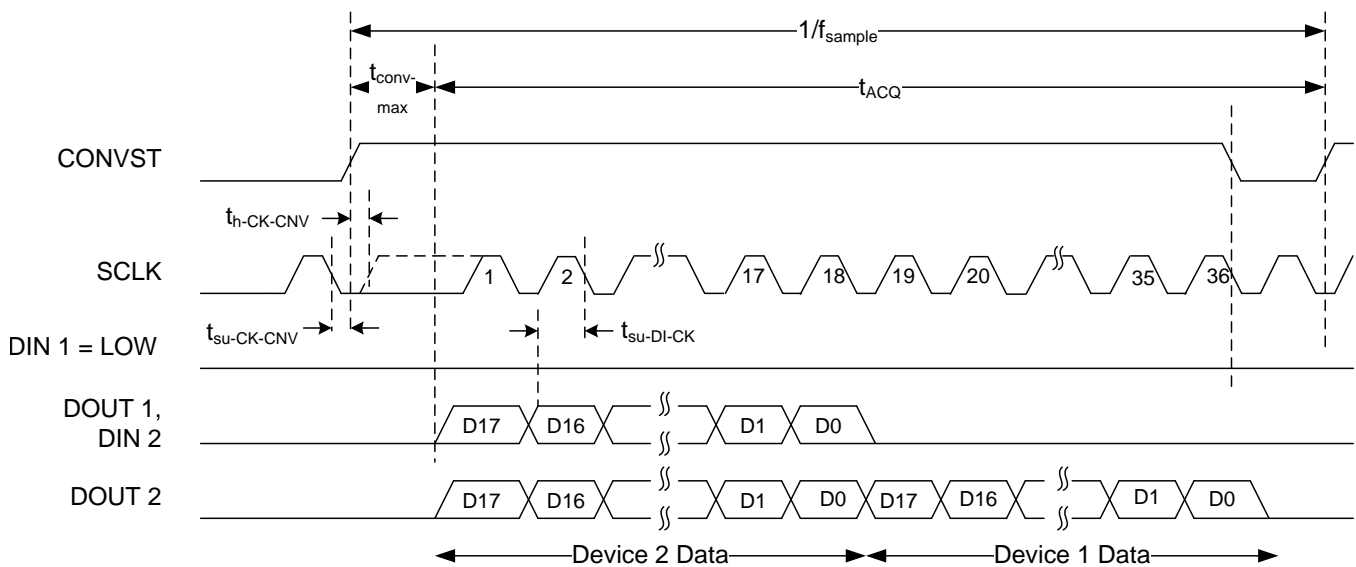 1/fsample
tconv-max
tACQ
CONVST
th-CK-CNV
SCLK
1 2 17 18 19 20 35 36
tsu-CK-CNV
tsu-DI-CK
DIN 1 = LOW
DOUT 1,
DIN 2
D17 D16 D1 D0
DOUT 2
D17 D16 D1 D0 D17 D16 D1 D0
Device 2 Data Device 1 Data